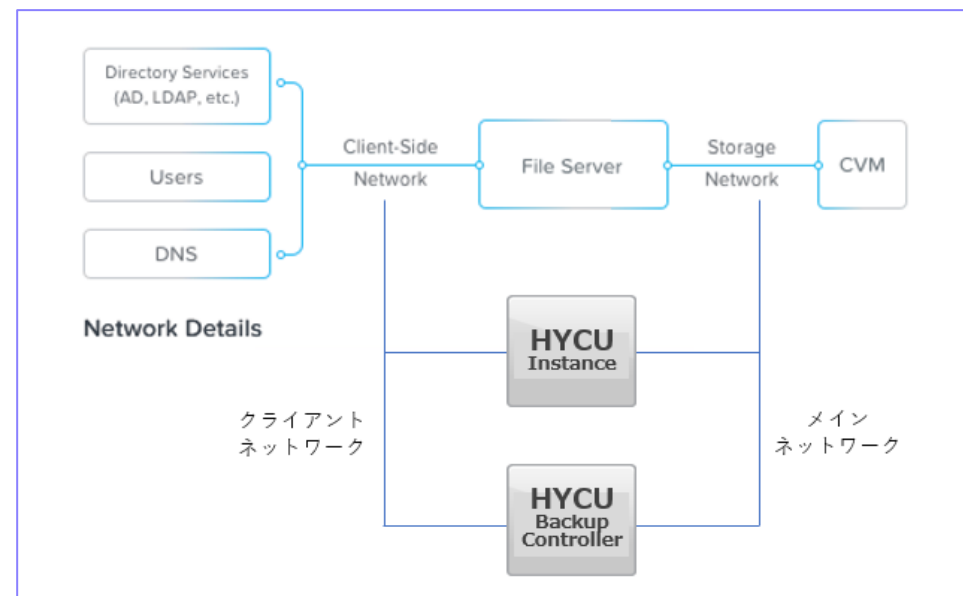 Directory Services
(AD, LDAP, etc.)
Users
DNS
Network Details
Client-Side
Network
File Server
Storage
Network
CVM
HYCU
Instance
クライアント
ネットワーク
メイン
ネットワーク
HYCU
Backup
Controller